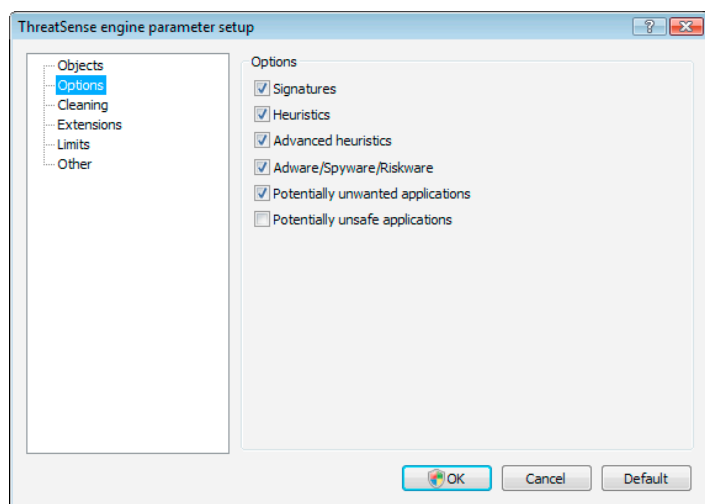 ThreatSense engine parameter setup
Objects
Options
Cleaning
Extensions
Limits
Other
Options
Signatures
Heuristics
Advanced heuristics
Adware/Spyware/Riskware
Potentially unwanted applications
Potentially unsafe applications
OK Cancel Default